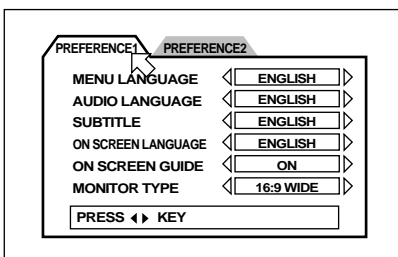 PREFERENCE1 PREFERENCE2
MENU LANGUAGE ENGLISH
AUDIO LANGUAGE ENGLISH
SUBTITLE ENGLISH
ON SCREEN LANGUAGE ENGLISH
ON SCREEN GUIDE ON
MONITOR TYPE 16:9 WIDE
PRESS KEY